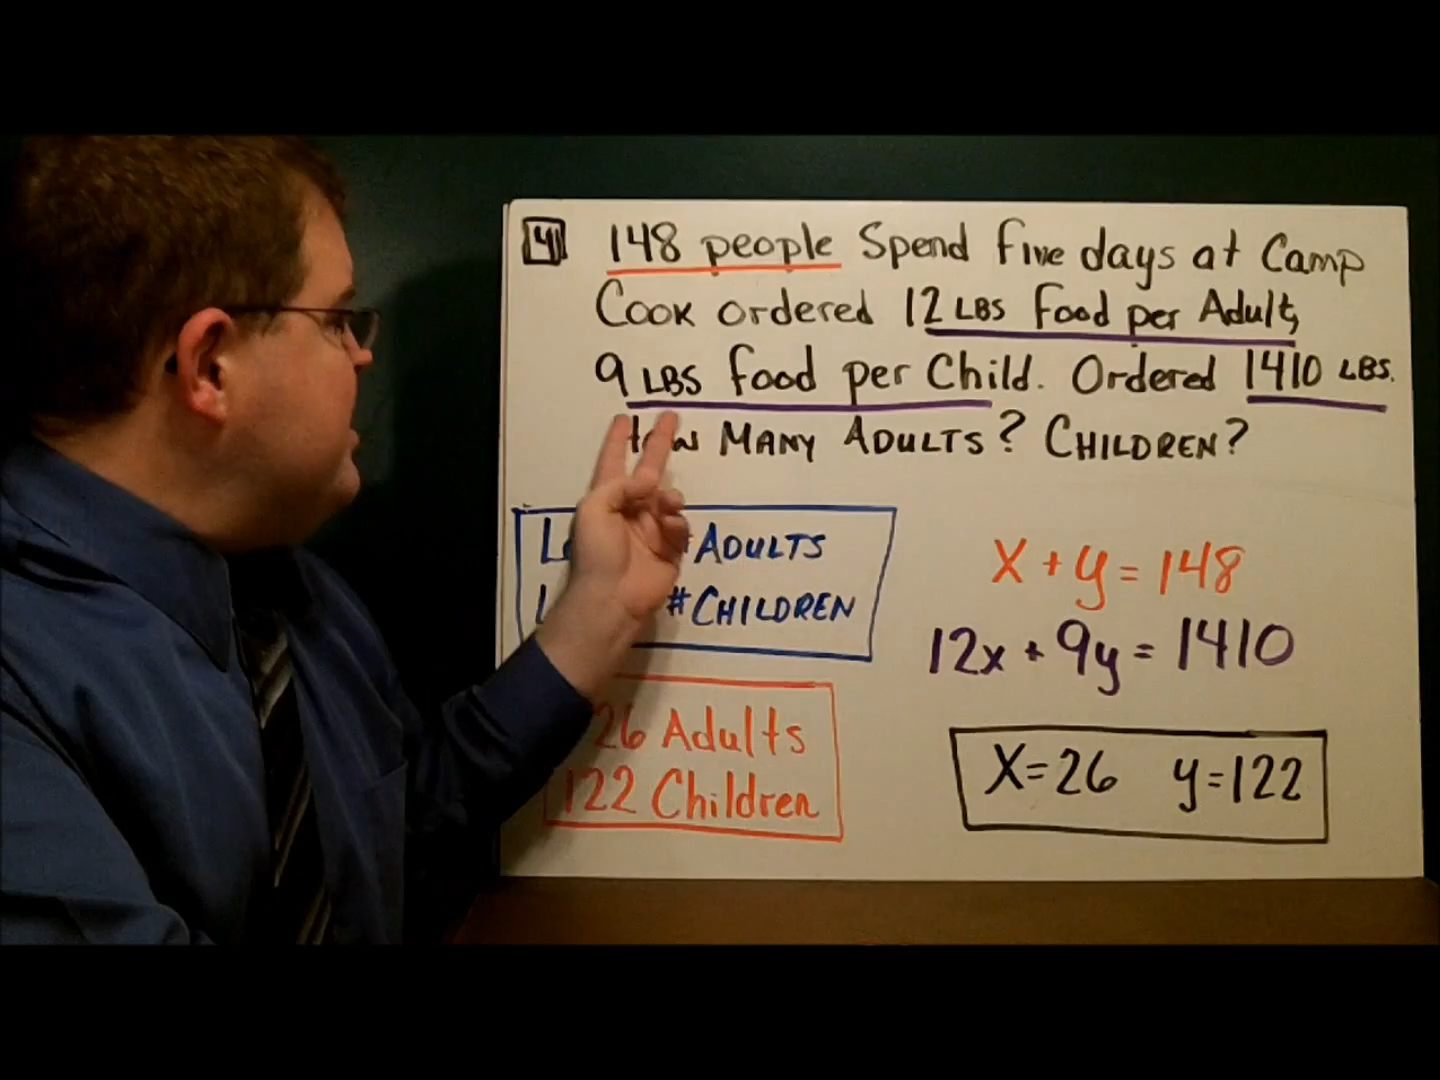 4 148 people Spend five days at Camp
Cook ordered 12 LBS food per Adult,
9 LBS food per Child. Ordered 1410 LBS.
How MANY ADULTS? CHILDREN?
#ADULTS
#CHILDREN
X + y = 148
12x + 9y = 1410
26 Adults
122 Children
X=26 y=122